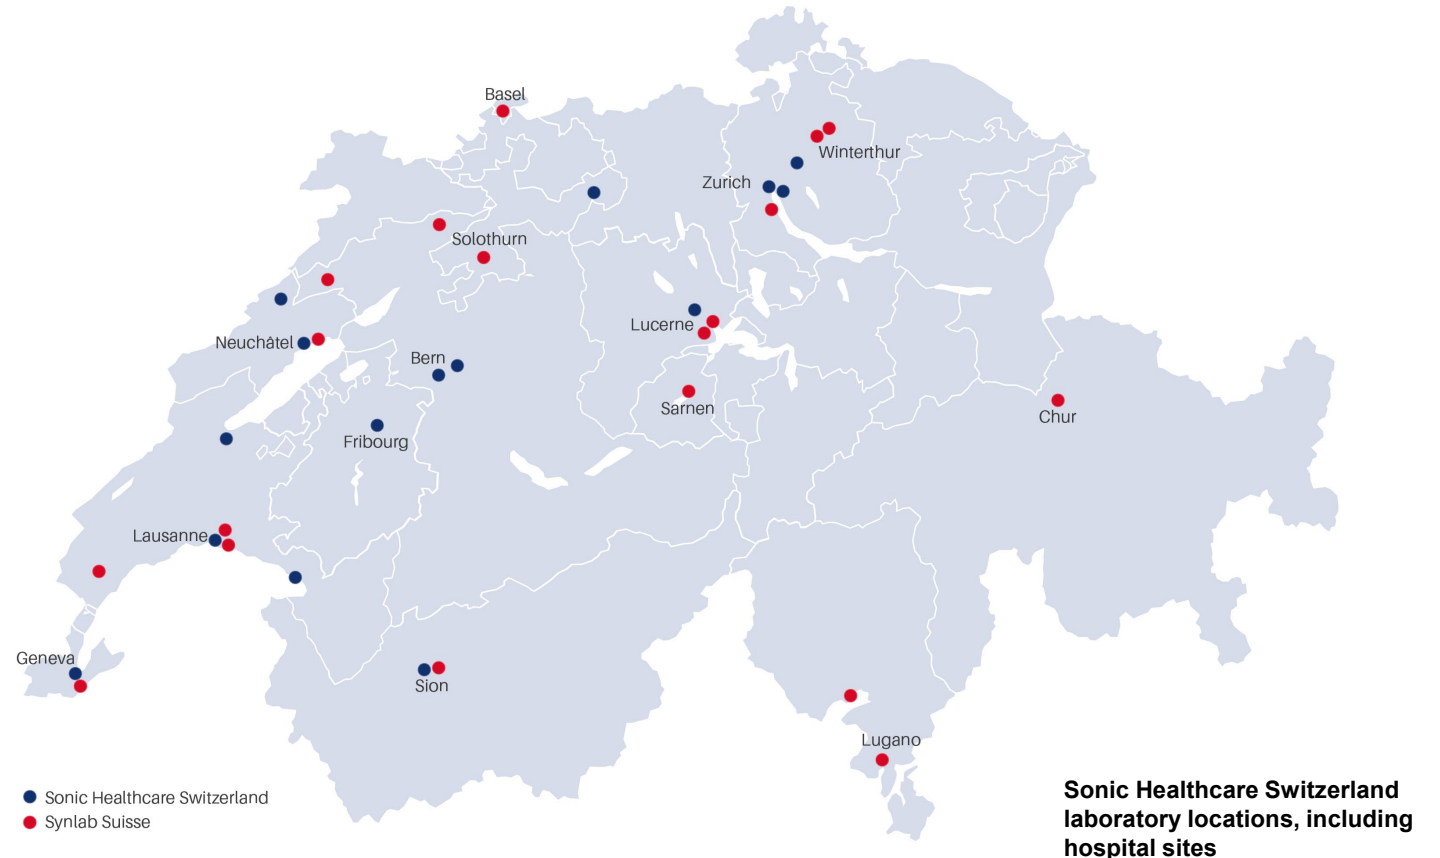 Basel
Winterthur
Zurich
Solothurn
Lucerne
Neuchâtel
Bern
Sarnen
Chur
Fribourg
Lausanne
Geneva
Sion
Lugano
Sonic Healthcare Switzerland
Synlab Suisse
Sonic Healthcare Switzerland
laboratory locations, including
hospital sites